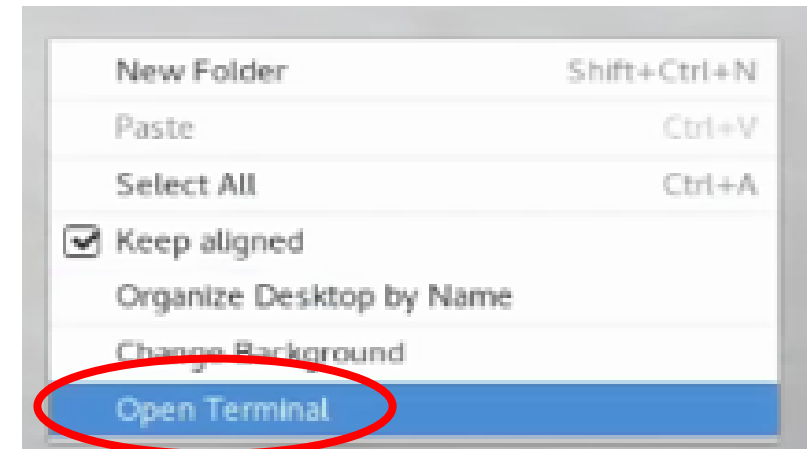 New Folder Shift+Ctrl+N
Paste Ctrl+V
Select All Ctrl+A
Keep aligned
Organize Desktop by Name
Change Background
Open Terminal